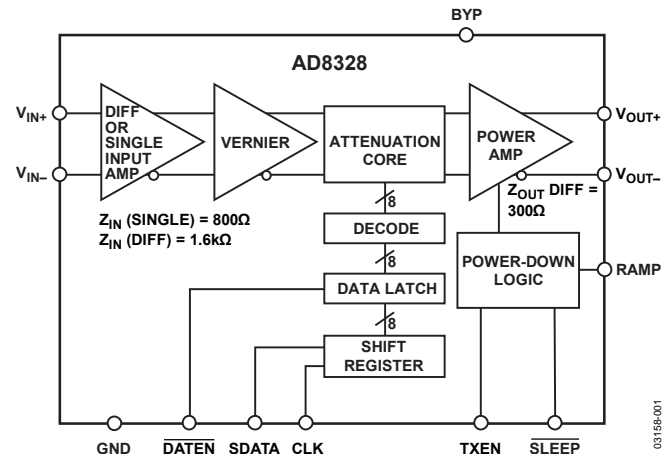 BYP
AD8328
VIN+
VIN–
DIFF
OR
SINGLE
INPUT
AMP
VERNIER
ATTENUATION
CORE
POWER
AMP
VOUT+
VOUT–
ZIN (SINGLE) = 800Ω
ZIN (DIFF) = 1.6kΩ
ZOUT DIFF =
300Ω
8
DECODE
8
DATA LATCH
8
SHIFT
REGISTER
POWER-DOWN
LOGIC
RAMP
GND
DATEN
SDATA
CLK
TXEN
SLEEP
03158-001